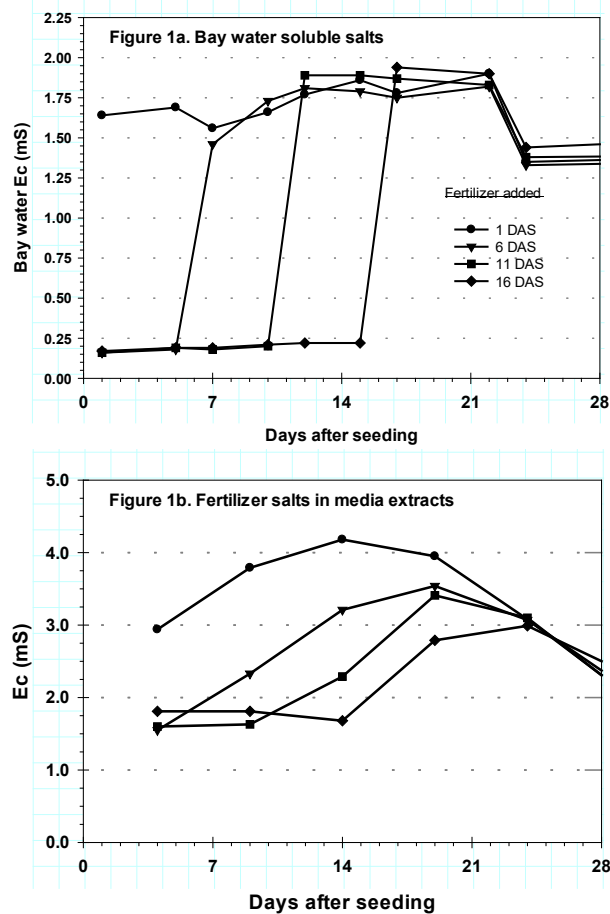 Figure 1a. Bay water soluble salts
Bay water Ec (mS)
2.25
2.00
1.75
1.50
1.25
1.00
0.75
0.50
0.25
0.00
Fertilizer added
1 DAS
6 DAS
11 DAS
16 DAS
0 7 14 21 28
Days after seeding
Figure 1b. Fertilizer salts in media extracts
Ec (mS)
5.0
4.0
3.0
2.0
1.0
0.0
0 7 14 21 28
Days after seeding